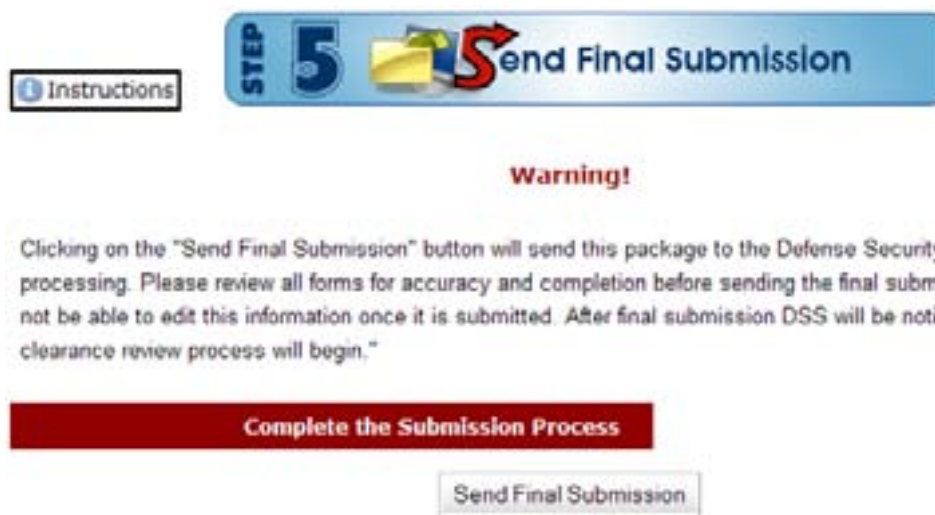 STEP 5 Send Final Submission
Instructions
Warning!
Clicking on the "Send Final Submission" button will send this package to the Defense Security
processing. Please review all forms for accuracy and completion before sending the final subm
not be able to edit this information once it is submitted. After final submission DSS will be noti
clearance review process will begin."
Complete the Submission Process
Send Final Submission